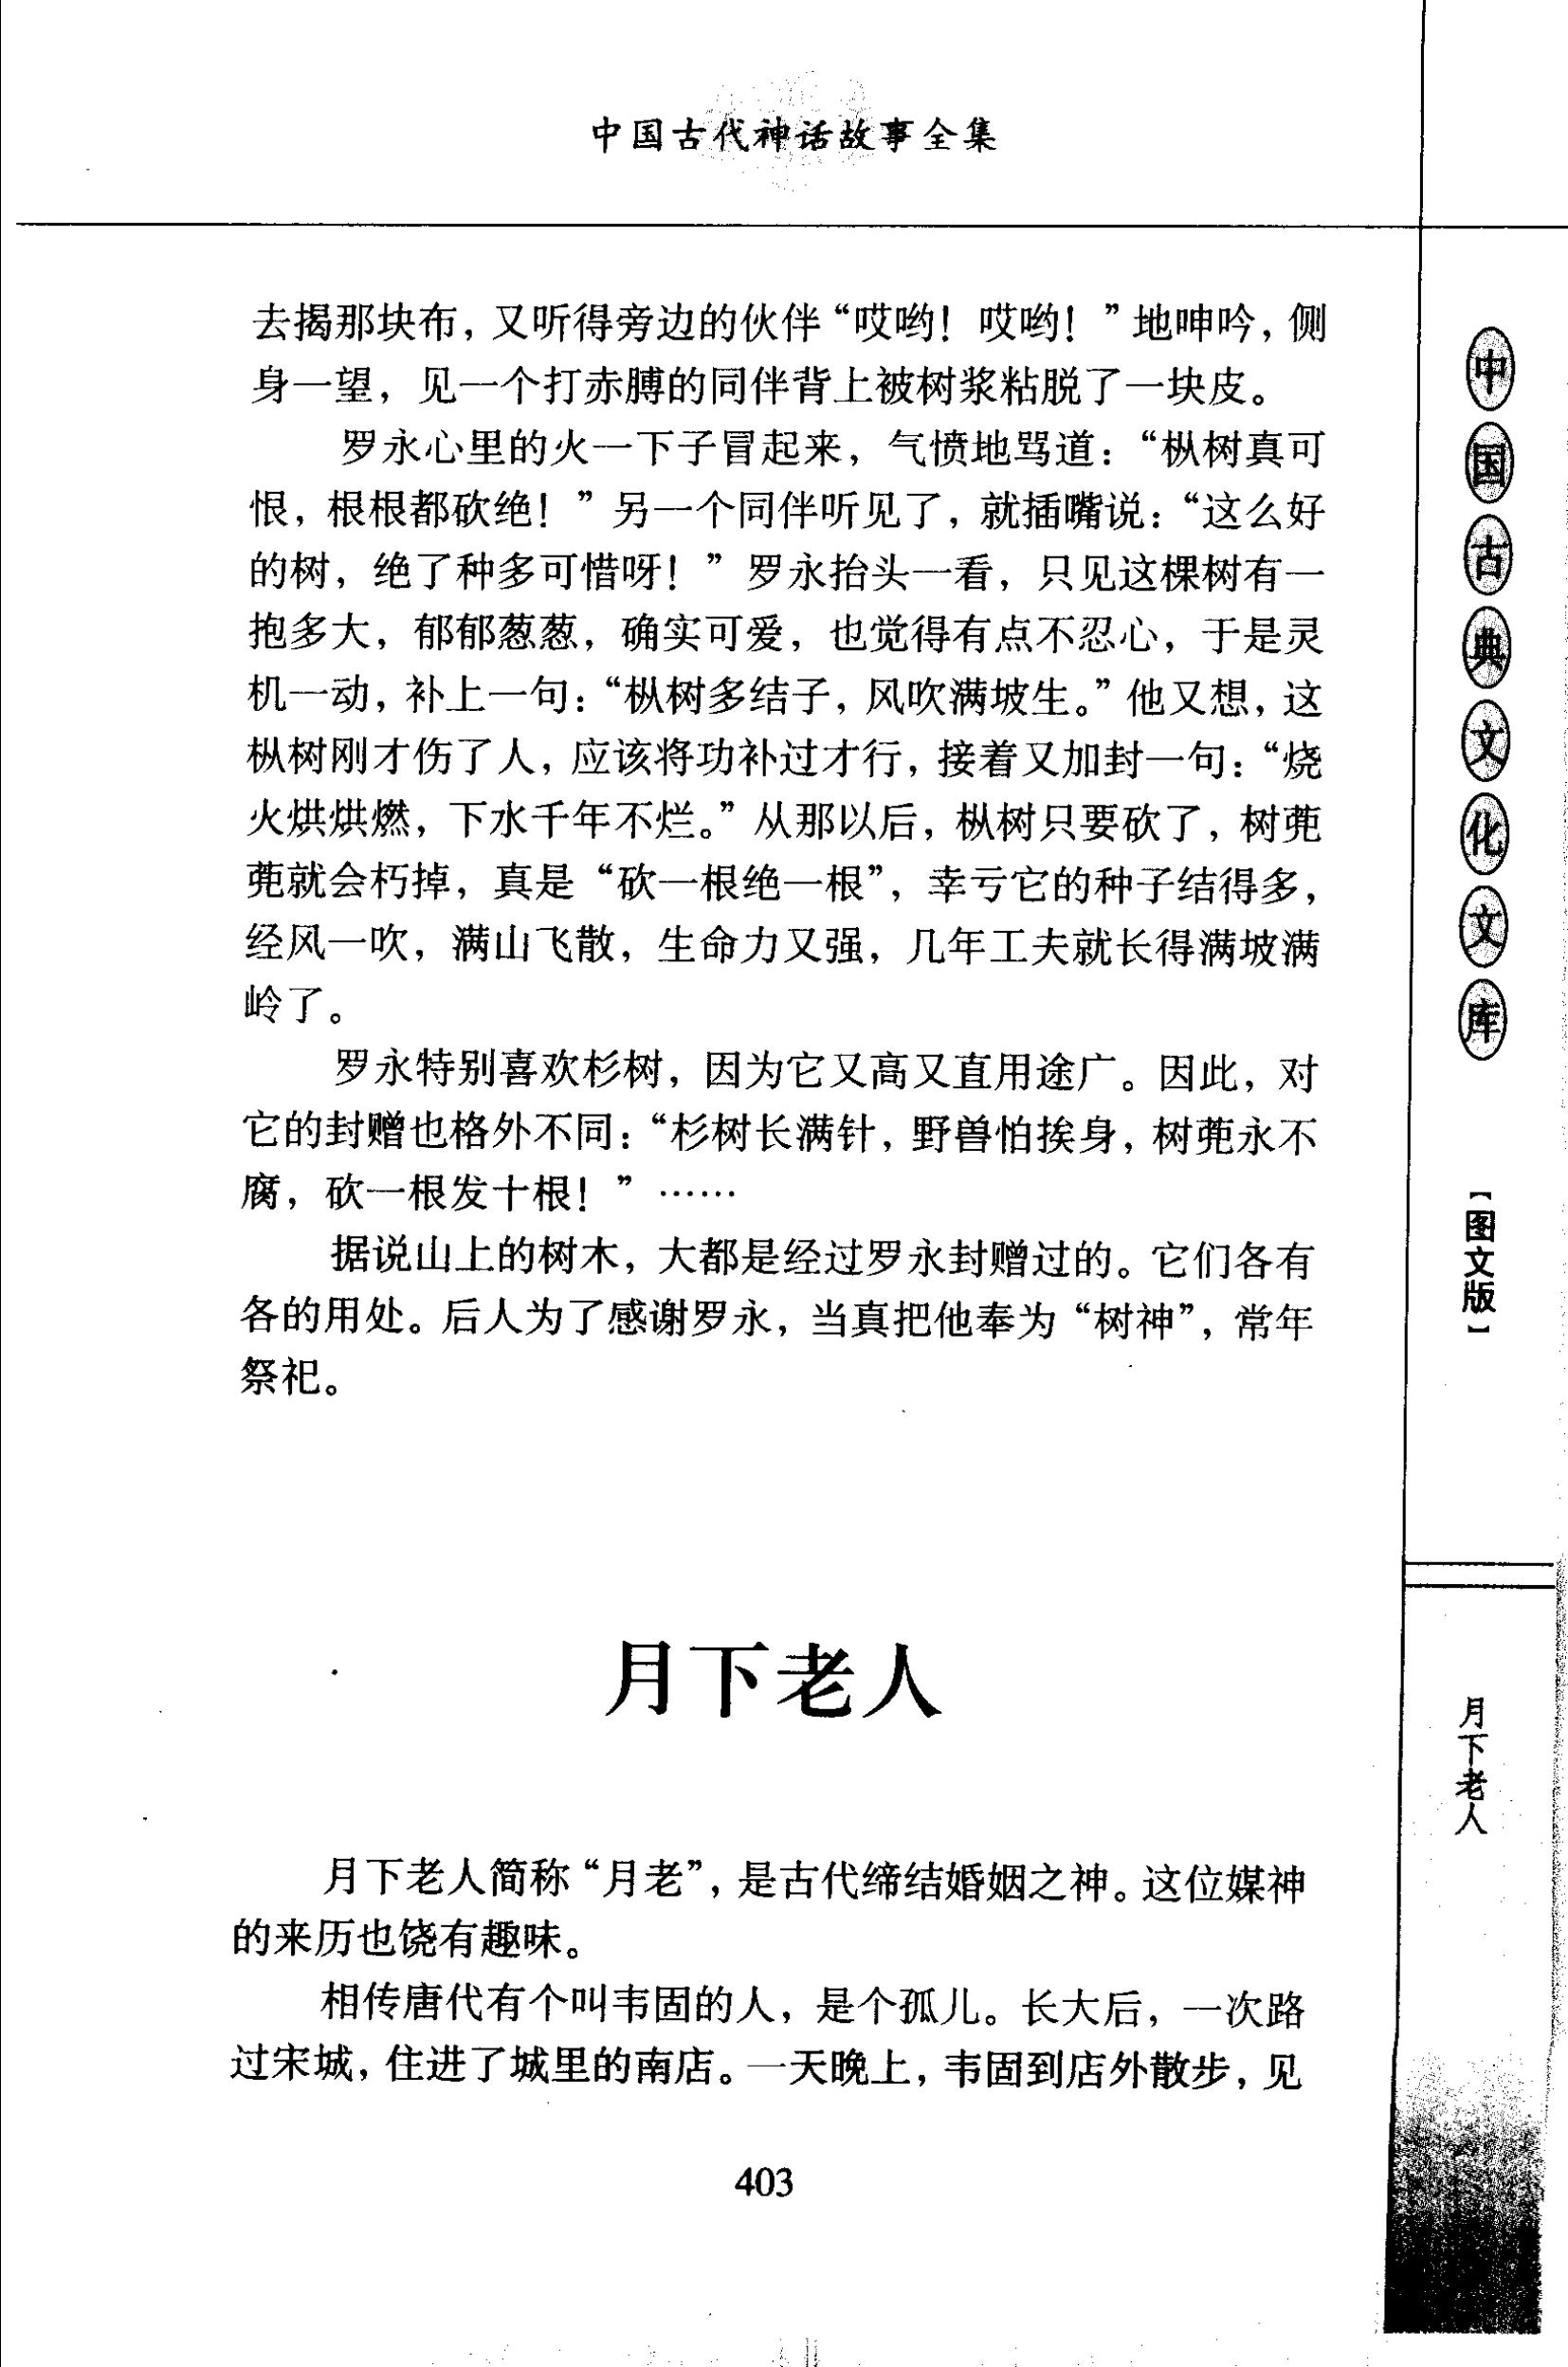 中国古代神话故事全集
去揭那块布，又听得旁边的伙伴“哎哟！哎哟！”地呻吟，侧
身一望，见一个打赤膊的同伴背上被树浆粘脱了一块皮。
罗永心里的火一下子冒起来，气愤地骂道：“枞树真可
恨，根根都砍绝！”另一个同伴听见了，就插嘴说：“这么好
的树，绝了种多可惜呀！”罗永抬头一看，只见这棵树有一
抱多大，郁郁葱葱，确实可爱，也觉得有点不忍心，于是灵
机一动，补上一句：“枞树多结子，风吹满坡生。”他又想，这
枞树刚才伤了人，应该将功补过才行，接着又加封一句：“烧
火烘烘燃，下水千年不烂。”从那以后，枞树只要砍了，树蔸
蔸就会朽掉，真是“砍一根绝一根”，幸亏它的种子结得多，
经风一吹，满山飞散，生命力又强，几年工夫就长得满坡满
岭了。
罗永特别喜欢杉树，因为它又高又直用途广。因此，对
它的封赠也格外不同：“杉树长满针，野兽怕挨身，树蔸永不
腐，砍一根发十根！”……
据说山上的树木，大都是经过罗永封赠过的。它们各有
各的用处。后人为了感谢罗永，当真把他奉为“树神”，常年
祭祀。
月下老人
月下老人简称“月老”，是古代缔结婚姻之神。这位媒神
的来历也饶有趣味。
相传唐代有个叫韦固的人，是个孤儿。长大后，一次路
过宋城，住进了城里的南店。一天晚上，韦固到店外散步，见
403
中国古典文化文库
【图文版】
月下老人